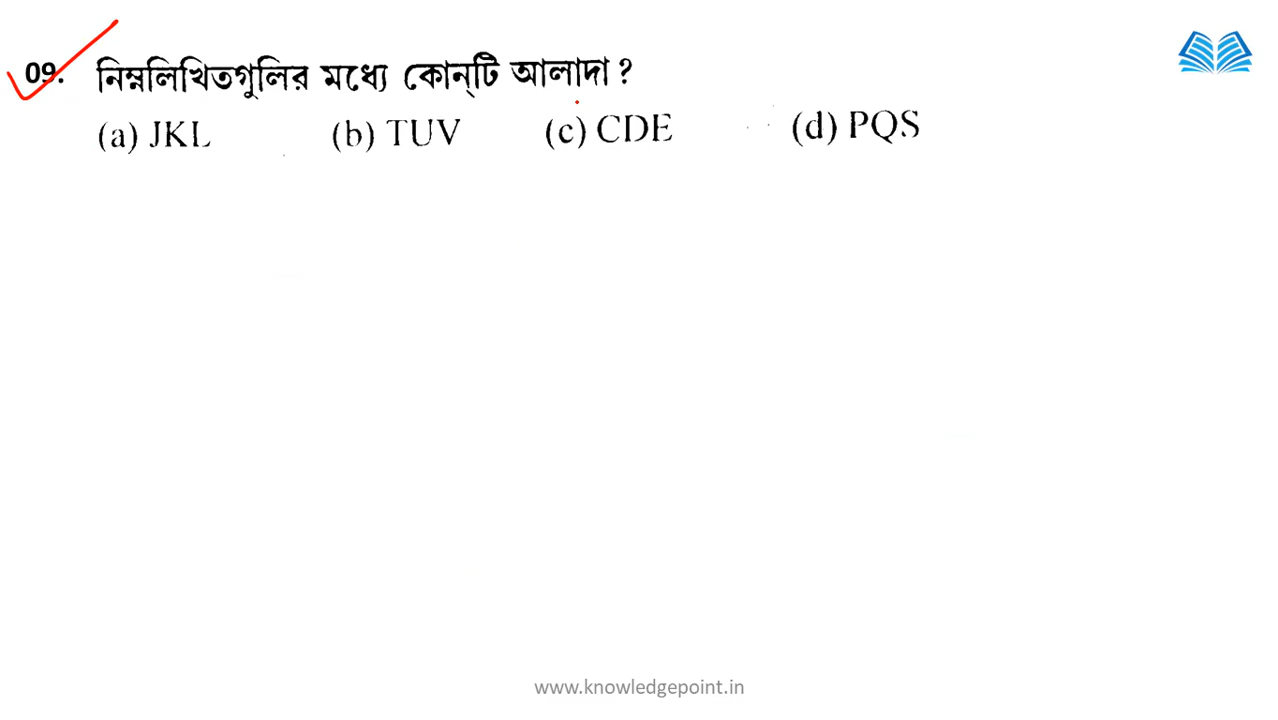 09. নিম্নলিখিতগুলির মধ্যে কোন্‌টি আলাদা ?
(a) JKL (b) TUV (c) CDE (d) PQS
www.knowledgepoint.in